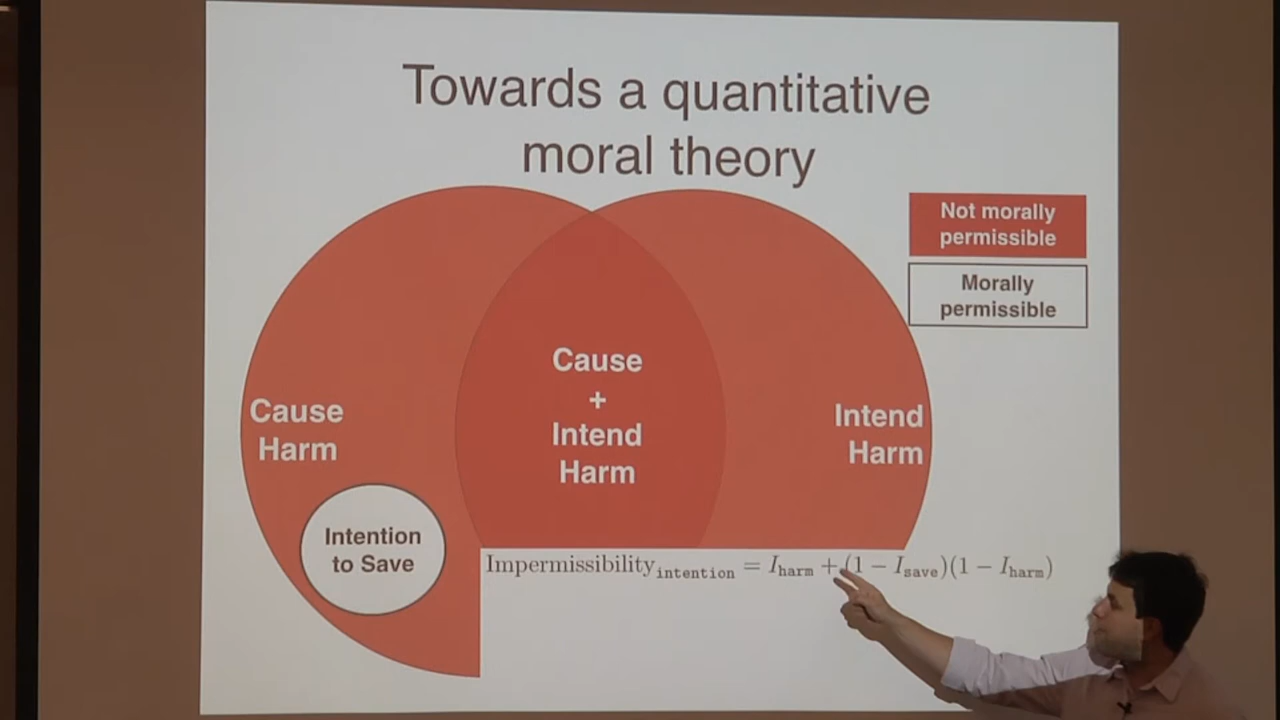 Towards a quantitative
moral theory
Not morally
permissible
Morally
permissible
Cause
Harm
Cause
+
Intend
Harm
Intend
Harm
Intention
to Save
Impermissibility_intention = I_harm + (1 − I_save)(1 − I_harm)